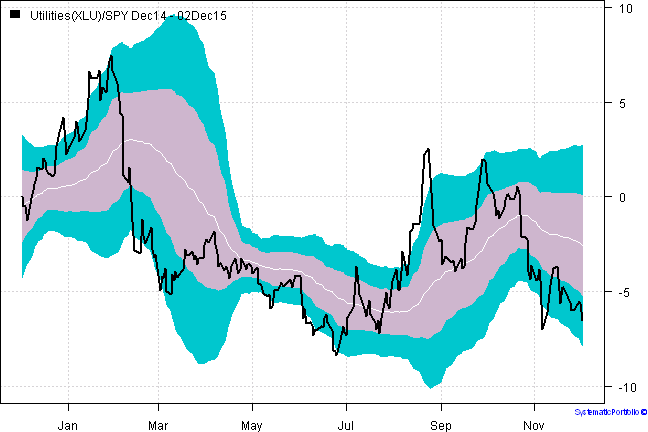 Utilities(XLU)/SPY Dec14 - 02Dec15
10
5
0
-5
-10
Jan Mar May Jul Sep Nov
SystematicPortfolio ©